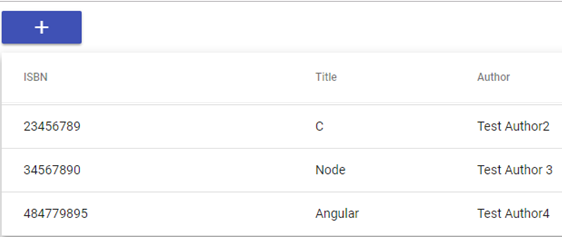 +
ISBN Title Author
23456789 C Test Author2
34567890 Node Test Author 3
484779895 Angular Test Author4